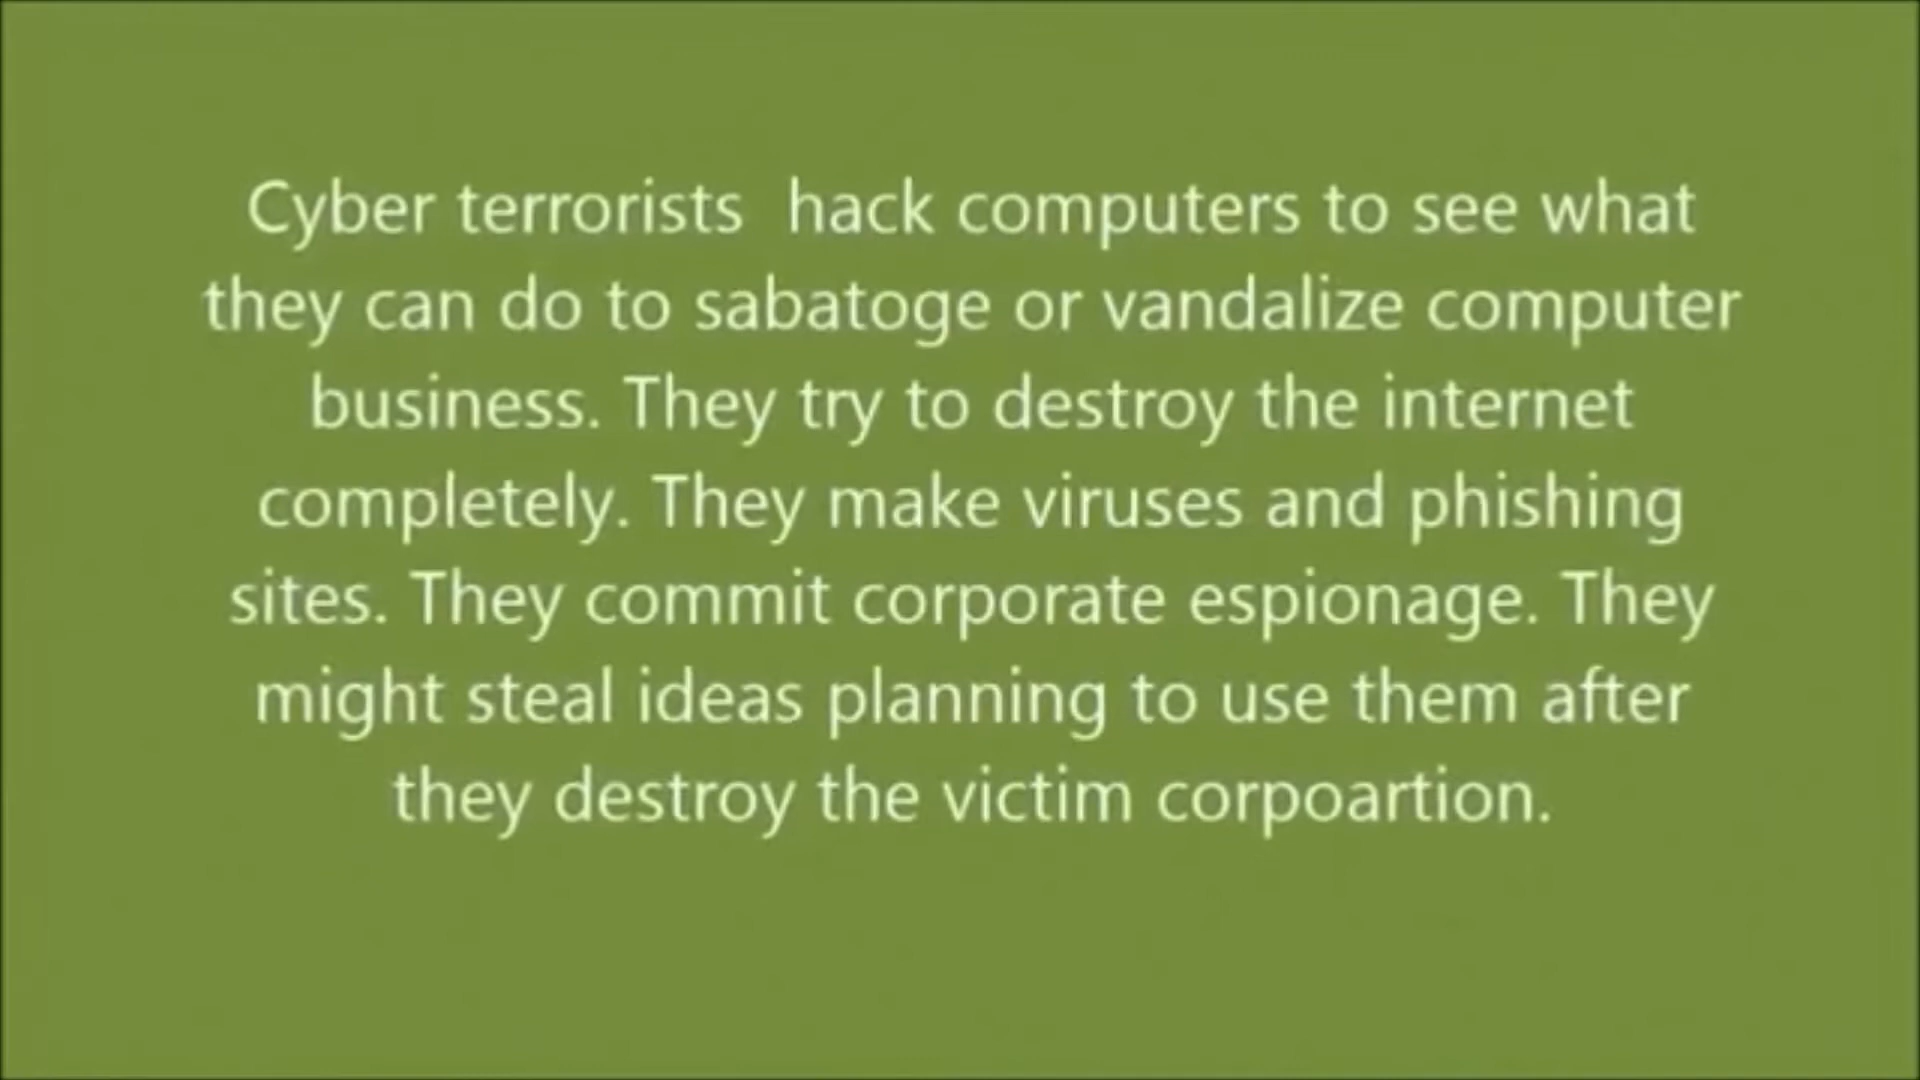 Cyber terrorists  hack computers to see what
they can do to sabatoge or vandalize computer
business. They try to destroy the internet
completely. They make viruses and phishing
sites. They commit corporate espionage. They
might steal ideas planning to use them after
they destroy the victim corpoartion.